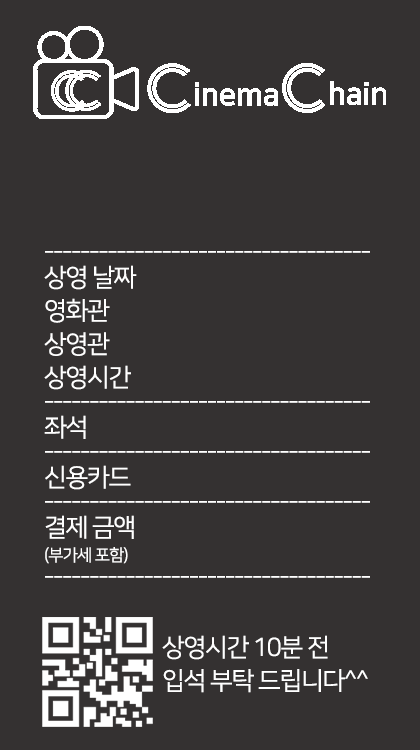 CC CinemaChain
상영 날짜
영화관
상영관
상영시간
좌석
신용카드
결제 금액
(부가세 포함)
상영시간 10분 전
입석 부탁 드립니다^^